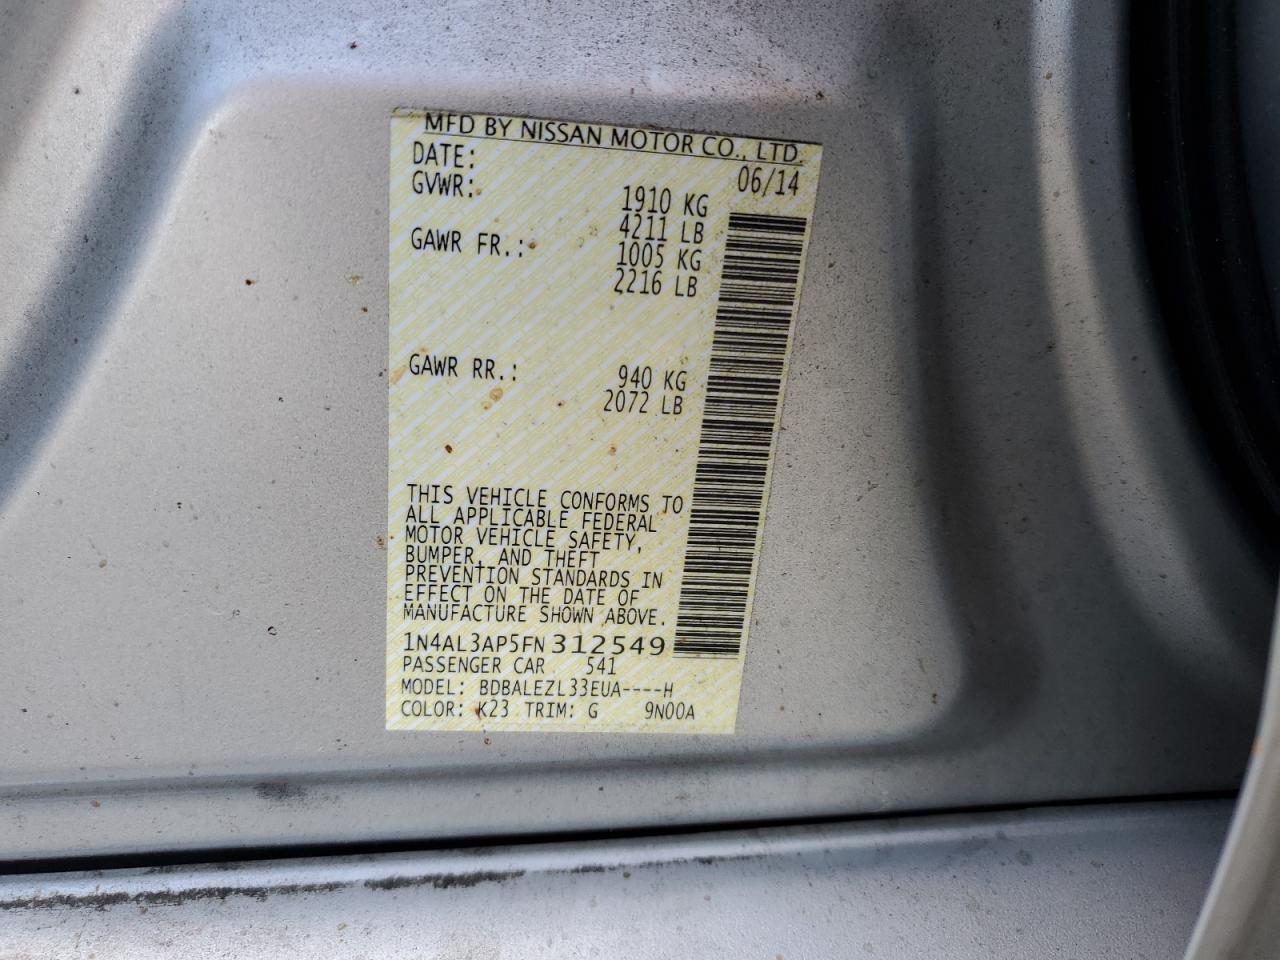 MFD BY NISSAN MOTOR CO., LTD.
DATE: 06/14
GVWR: 1910 KG
4211 LB
GAWR FR.: 1005 KG
2216 LB
GAWR RR.: 940 KG
2072 LB
THIS VEHICLE CONFORMS TO
ALL APPLICABLE FEDERAL
MOTOR VEHICLE SAFETY,
BUMPER, AND THEFT
PREVENTION STANDARDS IN
EFFECT ON THE DATE OF
MANUFACTURE SHOWN ABOVE.
1N4AL3AP5FN312549
PASSENGER CAR 541
MODEL: BDBALEZL33EUA----H
COLOR: K23 TRIM: G 9N00A